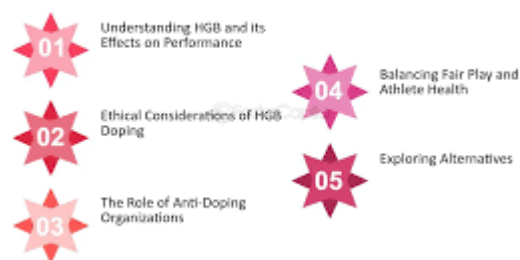 01
Understanding HGB and its
Effects on Performance
02
Ethical Considerations of HGB
Doping
03
The Role of Anti-Doping
Organizations
04
Balancing Fair Play and
Athlete Health
05
Exploring Alternatives